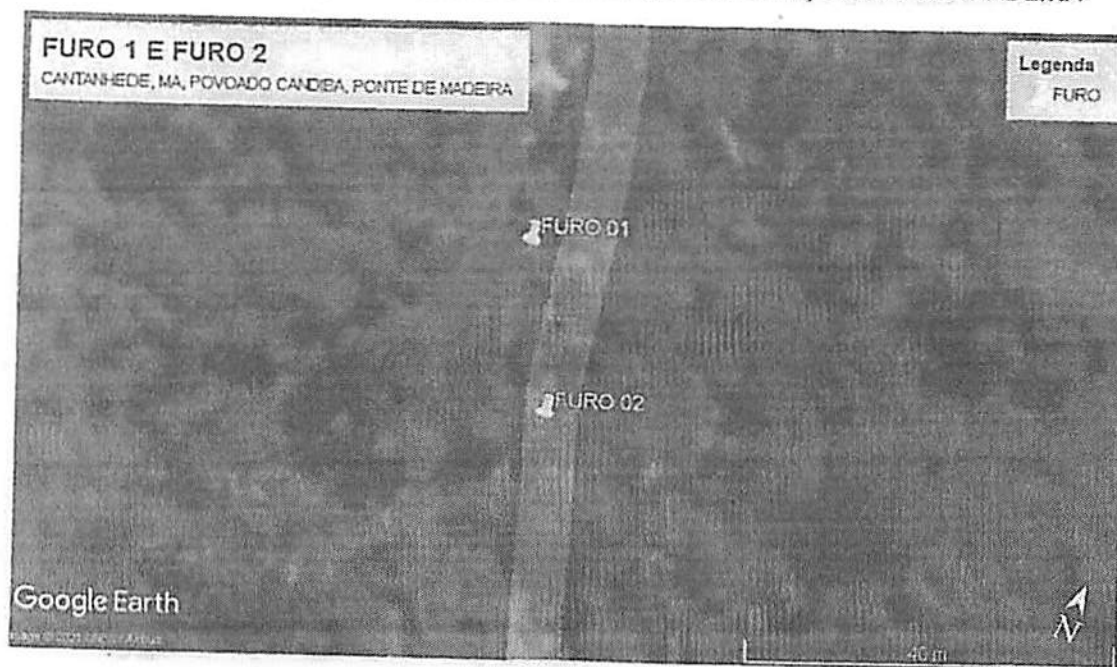 FURO 1 E FURO 2
CANTANHEDE, MA, POVOADO CANDIBA, PONTE DE MADEIRA
Legenda
FURO
FURO 01
FURO 02
Google Earth
N
40 m